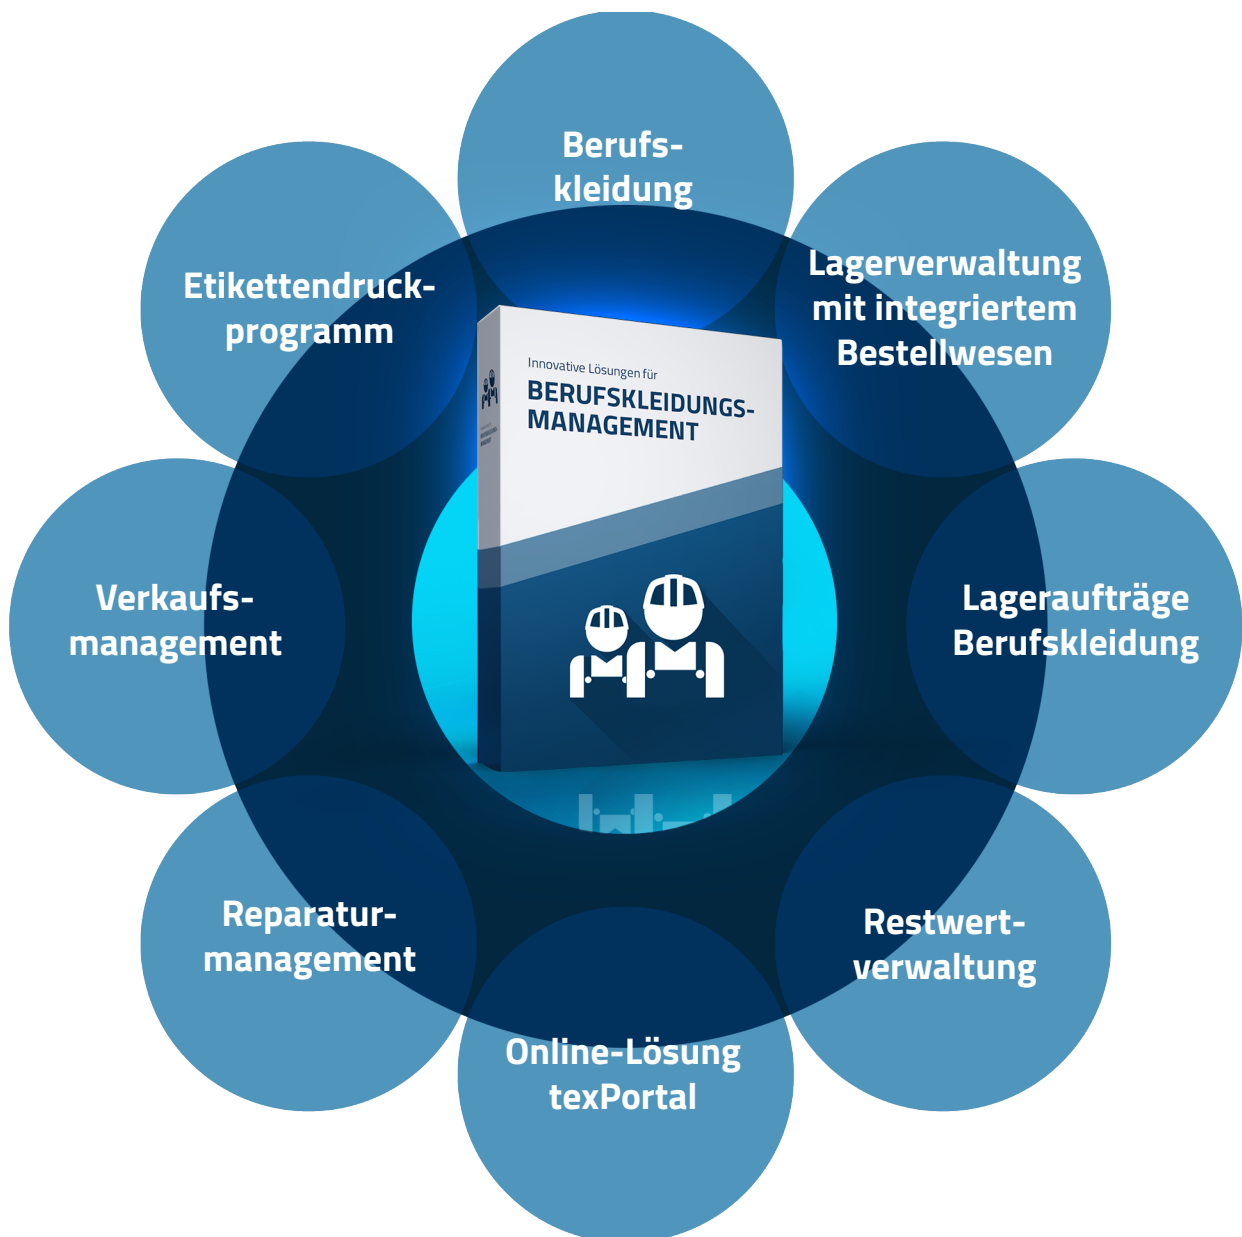 Berufs-
kleidung
Lagerverwaltung
mit integriertem
Bestellwesen
Etikettendruck-
programm
Innovative Lösungen für
BERUFSKLEIDUNGS-
MANAGEMENT
Verkaufs-
management
Lageraufträge
Berufskleidung
Reparatur-
management
Restwert-
verwaltung
Online-Lösung
texPortal